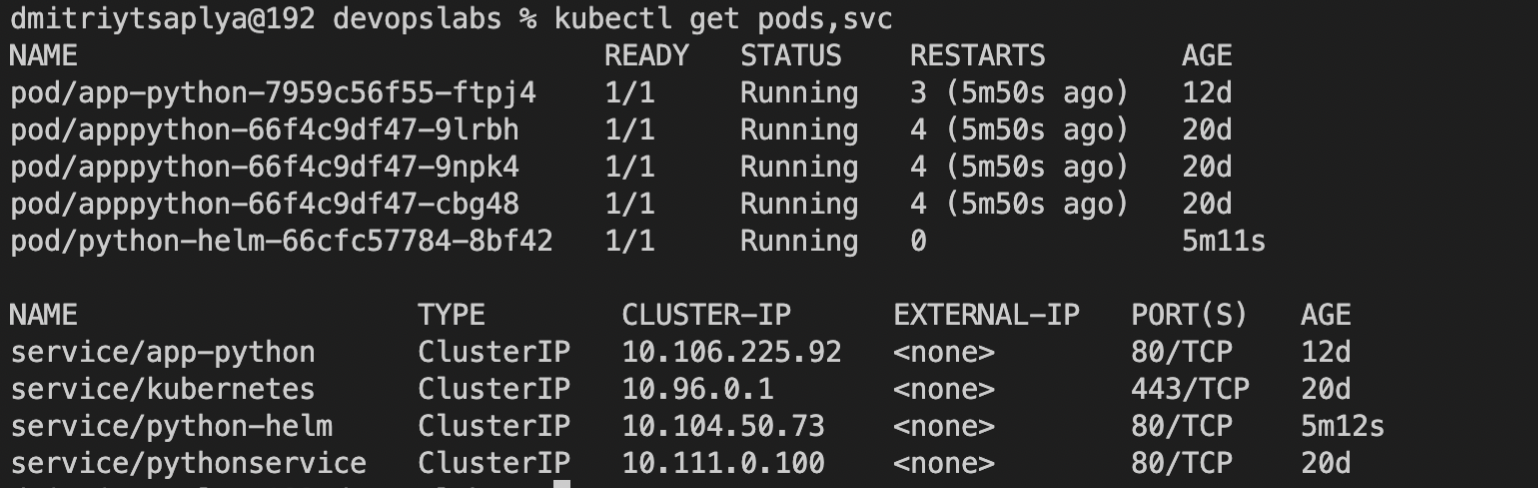 dmitriytsaplya@192 devopslabs % kubectl get pods,svc
NAME READY STATUS RESTARTS AGE
pod/app-python-7959c56f55-ftpj4 1/1 Running 3 (5m50s ago) 12d
pod/apppython-66f4c9df47-9lrbh 1/1 Running 4 (5m50s ago) 20d
pod/apppython-66f4c9df47-9npk4 1/1 Running 4 (5m50s ago) 20d
pod/apppython-66f4c9df47-cbg48 1/1 Running 4 (5m50s ago) 20d
pod/python-helm-66cfc57784-8bf42 1/1 Running 0 5m11s
NAME TYPE CLUSTER-IP EXTERNAL-IP PORT(S) AGE
service/app-python ClusterIP 10.106.225.92 <none> 80/TCP 12d
service/kubernetes ClusterIP 10.96.0.1 <none> 443/TCP 20d
service/python-helm ClusterIP 10.104.50.73 <none> 80/TCP 5m12s
service/pythonservice ClusterIP 10.111.0.100 <none> 80/TCP 20d